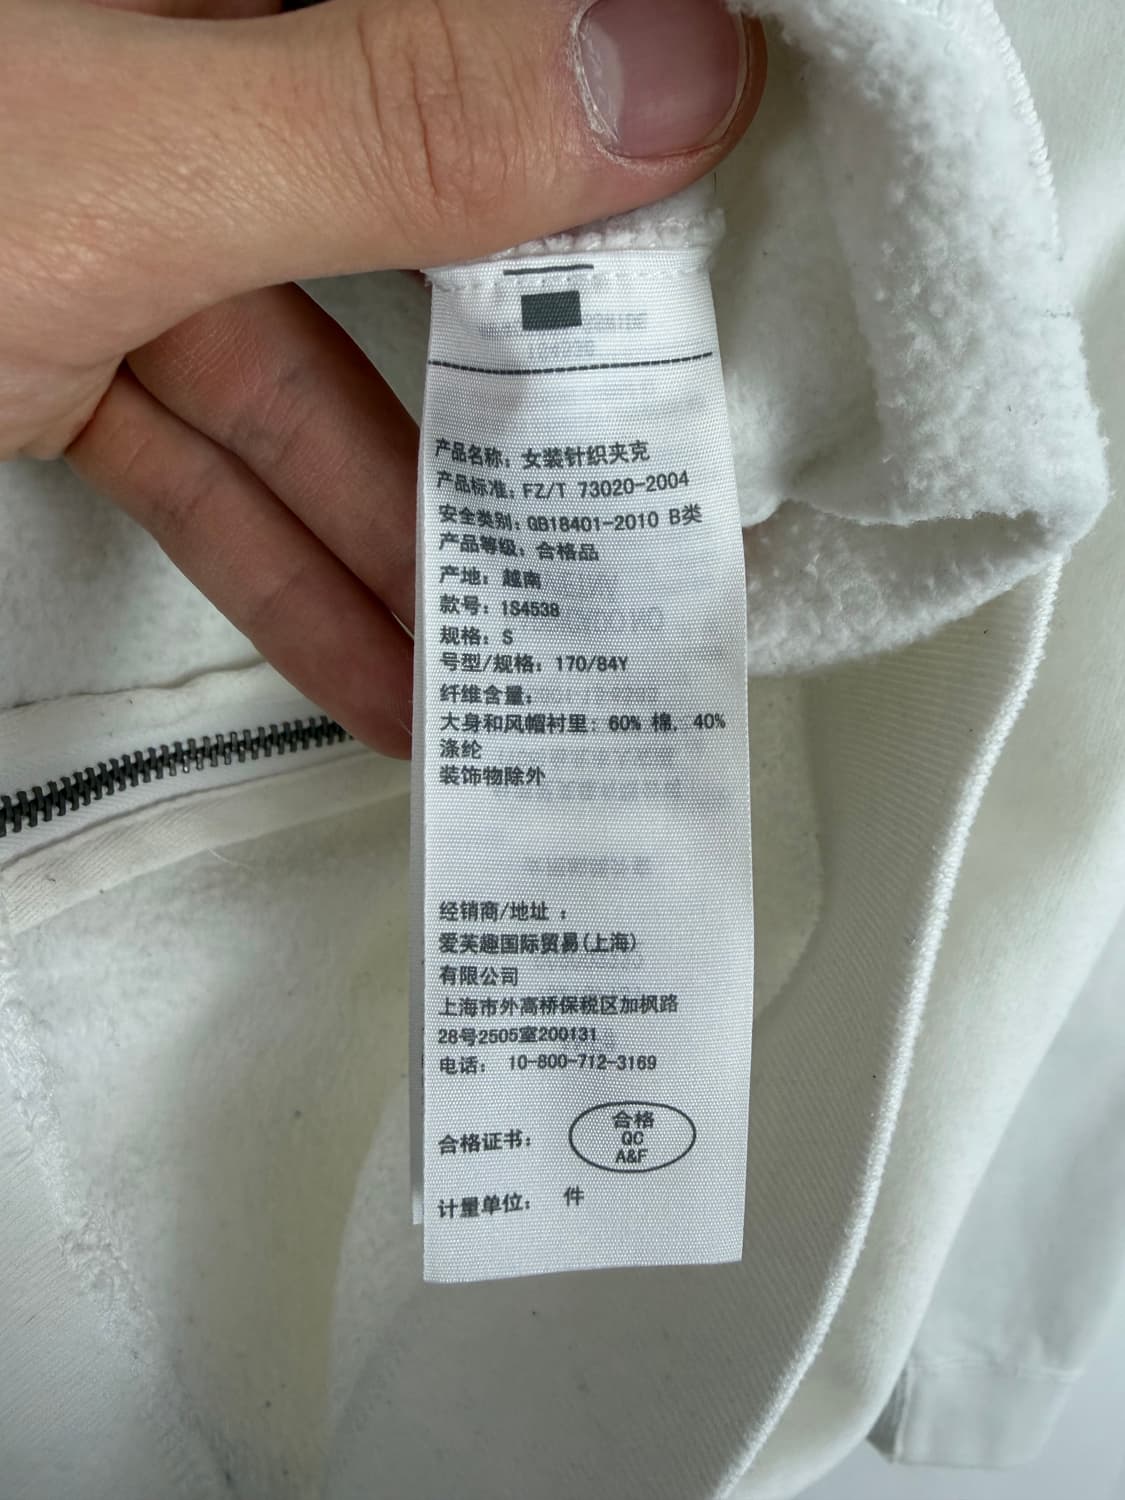 产品名称：女装针织夹克
产品标准：FZ/T 73020-2004
安全类别：GB18401-2010 B类
产品等级：合格品
产地：越南
款号：1S4538
规格：S
号型/规格：170/84Y
纤维含量：
大身和风帽衬里：60% 棉，40%
涤纶
装饰物除外
经销商/地址 ：
爱芙趣国际贸易(上海)
有限公司
上海市外高桥保税区加枫路
28号2505室200131
电话： 10-800-712-3169
合格证书：
合格
QC
A&F
计量单位： 件